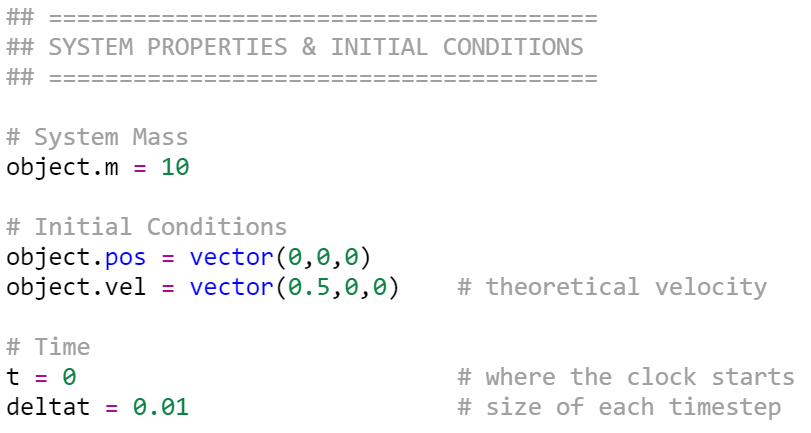 ## =======================================
## SYSTEM PROPERTIES & INITIAL CONDITIONS
## =======================================
# System Mass
object.m = 10
# Initial Conditions
object.pos = vector(0,0,0)
object.vel = vector(0.5,0,0)    # theoretical velocity
# Time
t = 0                           # where the clock starts
deltat = 0.01                   # size of each timestep